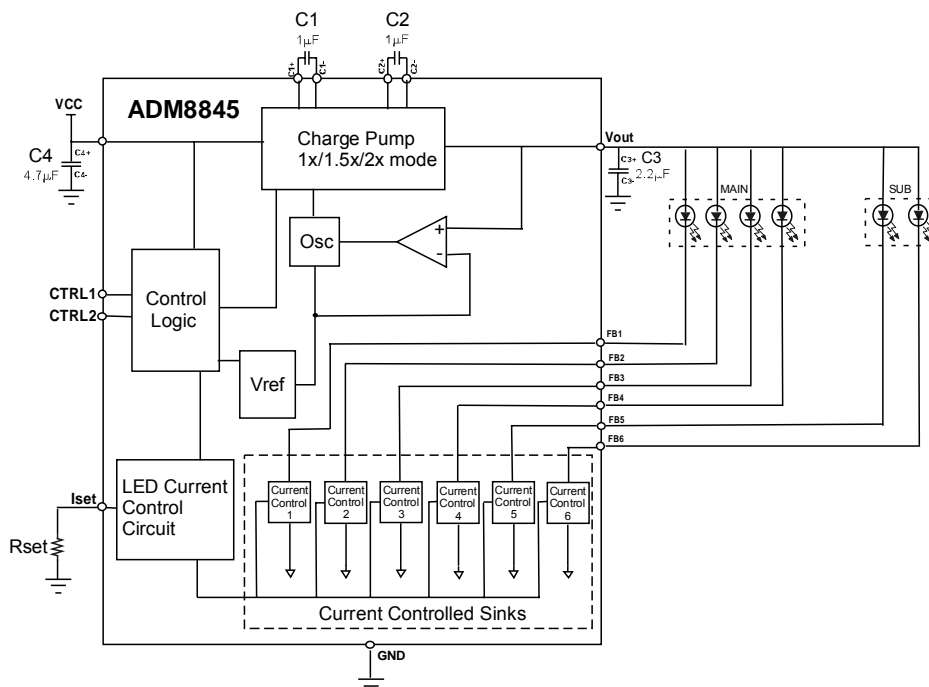 C1
1µF
C1+
C1-
C2
1µF
C2+
C2-
ADM8845
VCC
C4
4.7µF
C4+
C4-
Charge Pump
1x/1.5x/2x mode
Vout
C3+
C3-
C3
2.2µF
MAIN
SUB
Osc
+
-
CTRL1
CTRL2
Control
Logic
Vref
FB1
FB2
FB3
FB4
FB5
FB6
Iset
Rset
LED Current
Control
Circuit
Current
Control
1
Current
Control
2
Current
Control
3
Current
Control
4
Current
Control
5
Current
Control
6
Current Controlled Sinks
GND